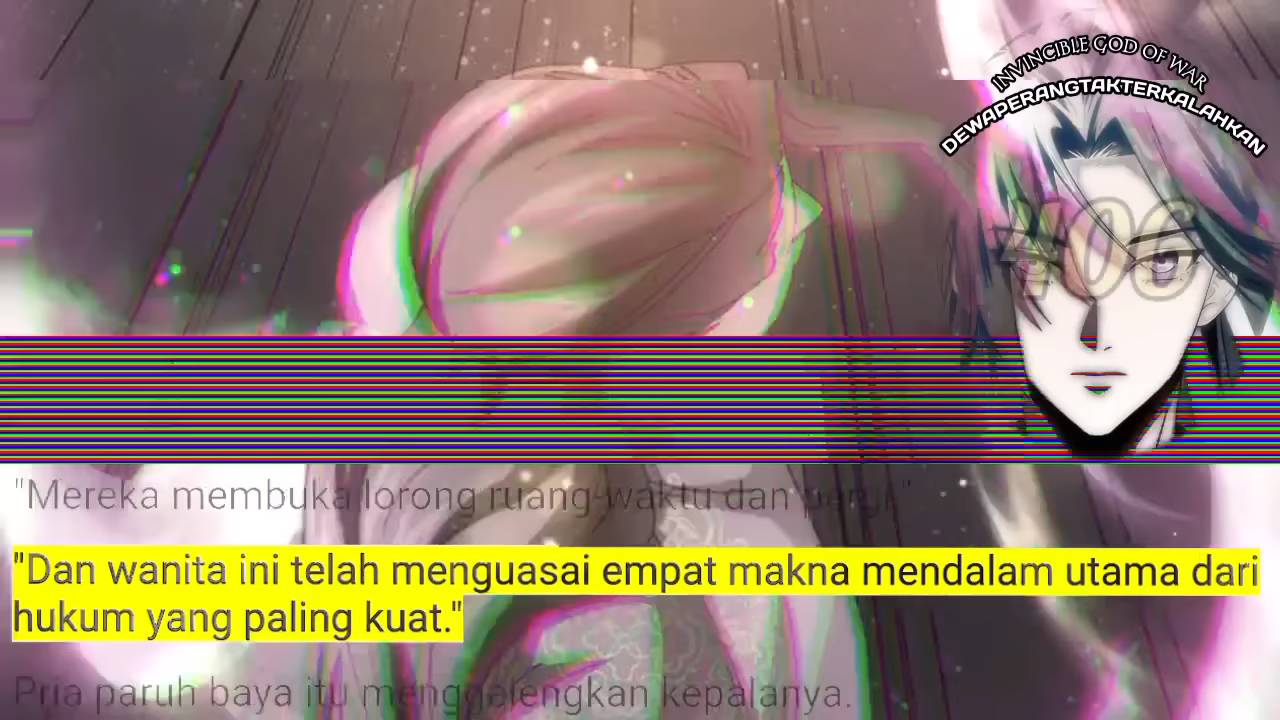 INVINCIBLE GOD OF WAR
DEWAPERANGTAKTERKALAHKAN
#06
"Mereka membuka lorong ruang-waktu dan pergi."
"Dan wanita ini telah menguasai empat makna mendalam utama dari
hukum yang paling kuat."
Pria paruh baya itu menggelengkan kepalanya.